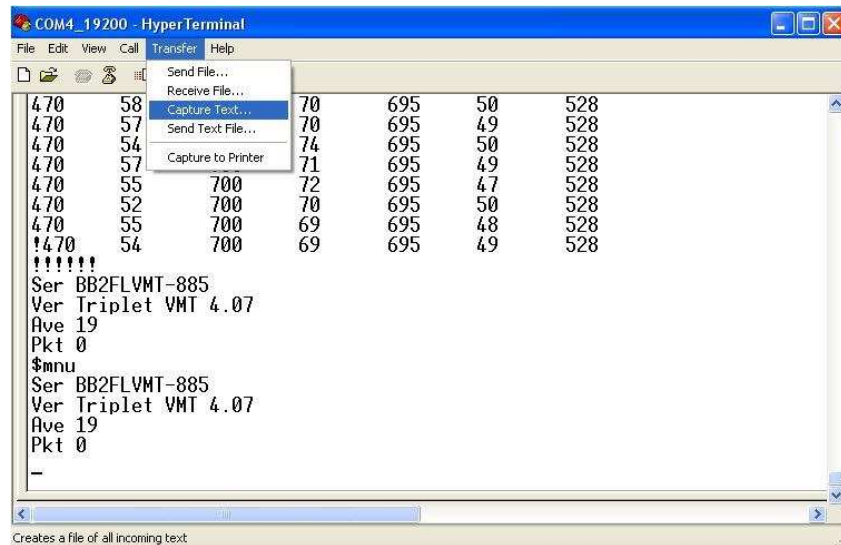 COM4_19200 - HyperTerminal
File Edit View Call Transfer Help
Send File...
Receive File...
Capture Text...
Send Text File...
Capture to Printer
470 58 70 695 50 528
470 57 70 695 49 528
470 54 74 695 50 528
470 57 71 695 49 528
470 55 700 72 695 47 528
470 52 700 70 695 50 528
470 55 700 69 695 48 528
!470 54 700 69 695 49 528
!!!!!!
Ser BB2FLVMT-885
Ver Triplet VMT 4.07
Ave 19
Pkt 0
$mnu
Ser BB2FLVMT-885
Ver Triplet VMT 4.07
Ave 19
Pkt 0
_
Creates a file of all incoming text